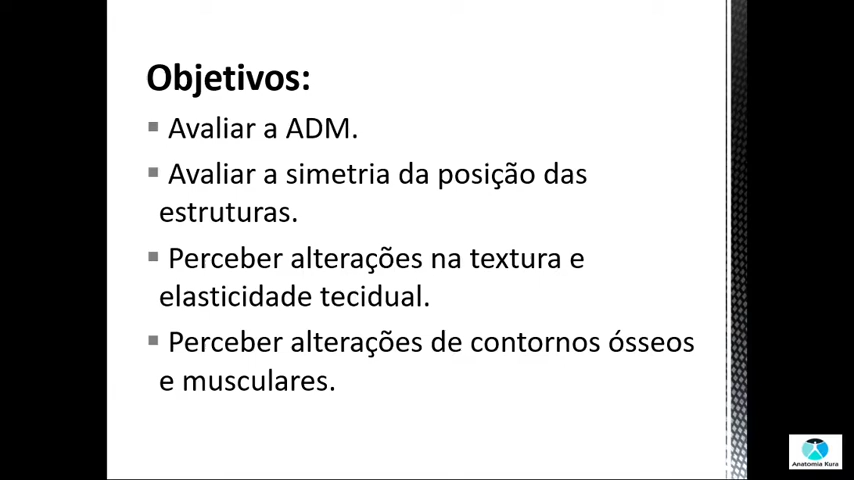 Objetivos:
▪ Avaliar a ADM.
▪ Avaliar a simetria da posição das
estruturas.
▪ Perceber alterações na textura e
elasticidade tecidual.
▪ Perceber alterações de contornos ósseos
e musculares.
Anatomia Kura